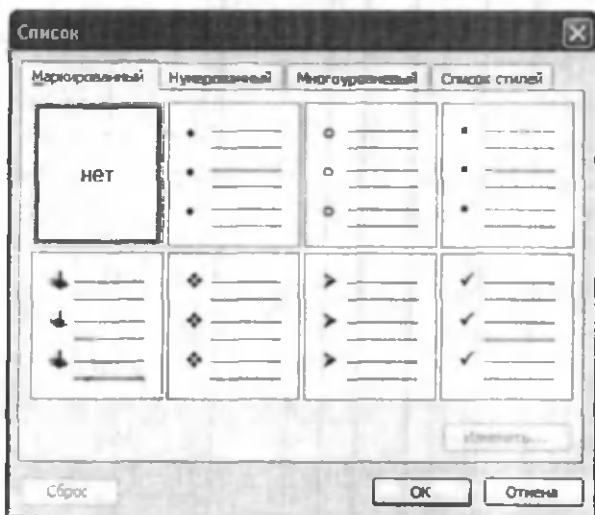 Список
Маркированный Нумерованный Многоуровневый Список стилей
нет
Изменить...
Сброс ОК Отмена